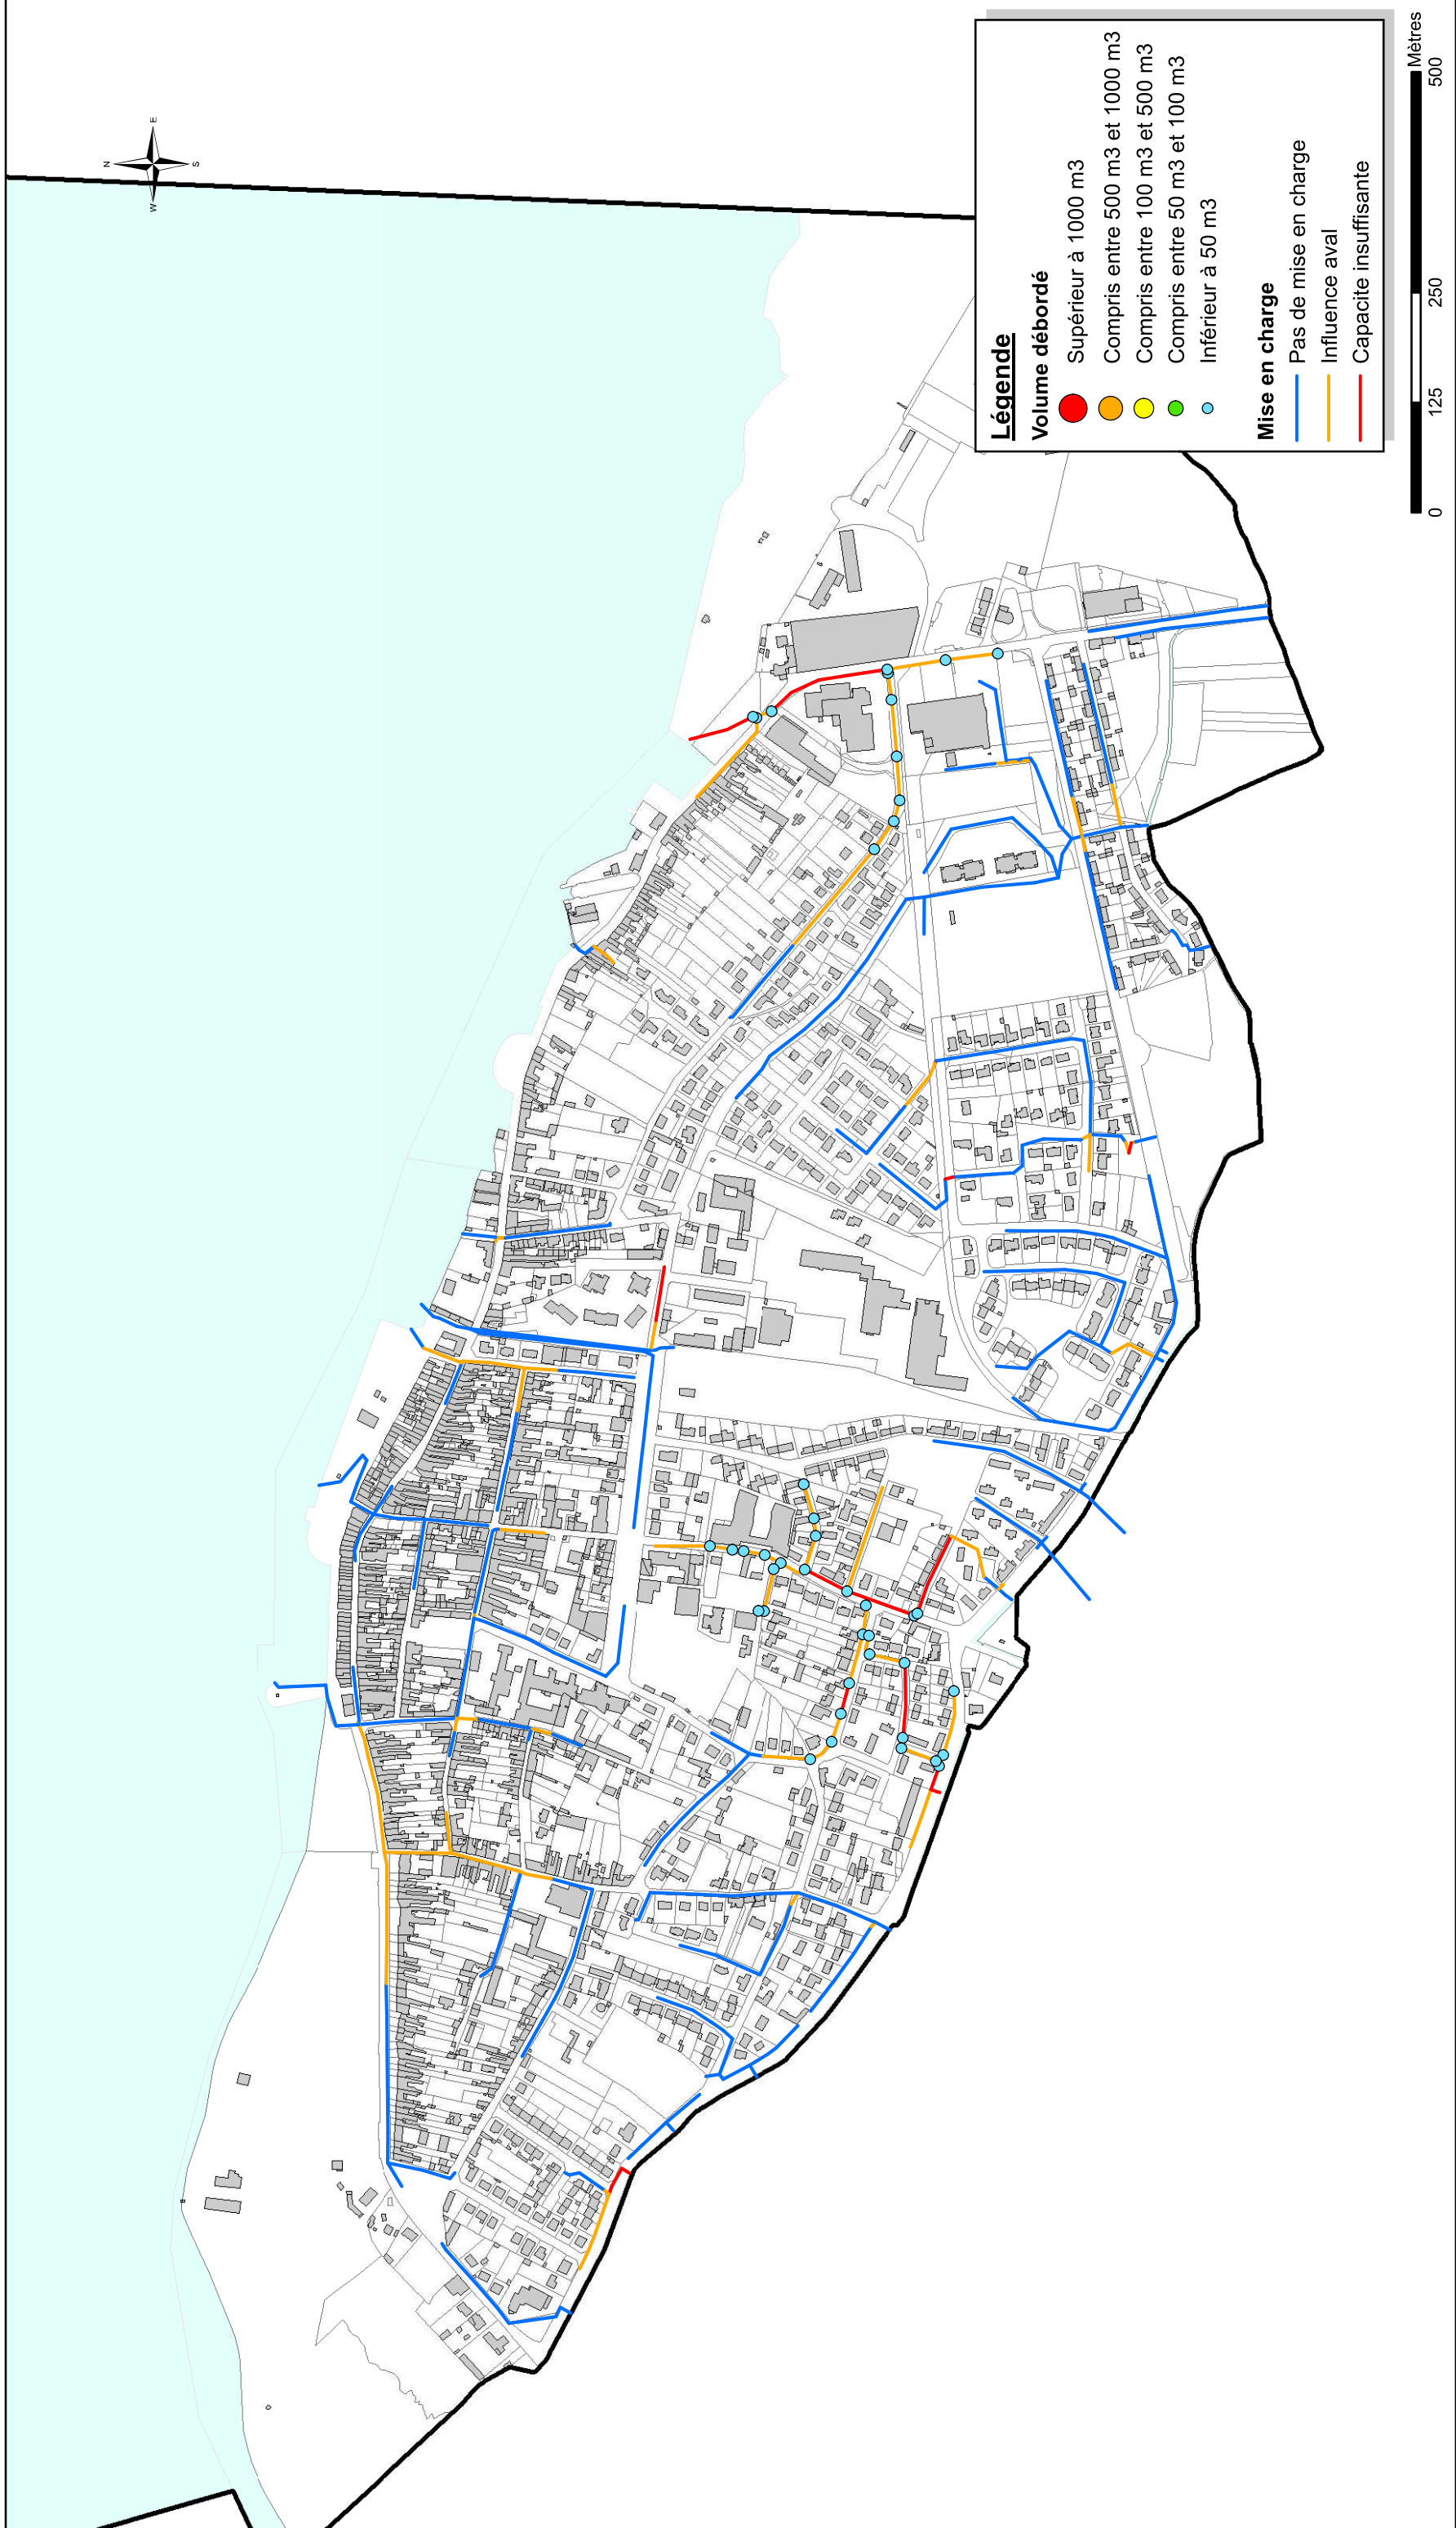 N
W
E
S
Légende
Volume débordé
Supérieur à 1000 m3
Compris entre 500 m3 et 1000 m3
Compris entre 100 m3 et 500 m3
Compris entre 50 m3 et 100 m3
Inférieur à 50 m3
Mise en charge
Pas de mise en charge
Influence aval
Capacite insuffisante
0 125 250 500
Mètres